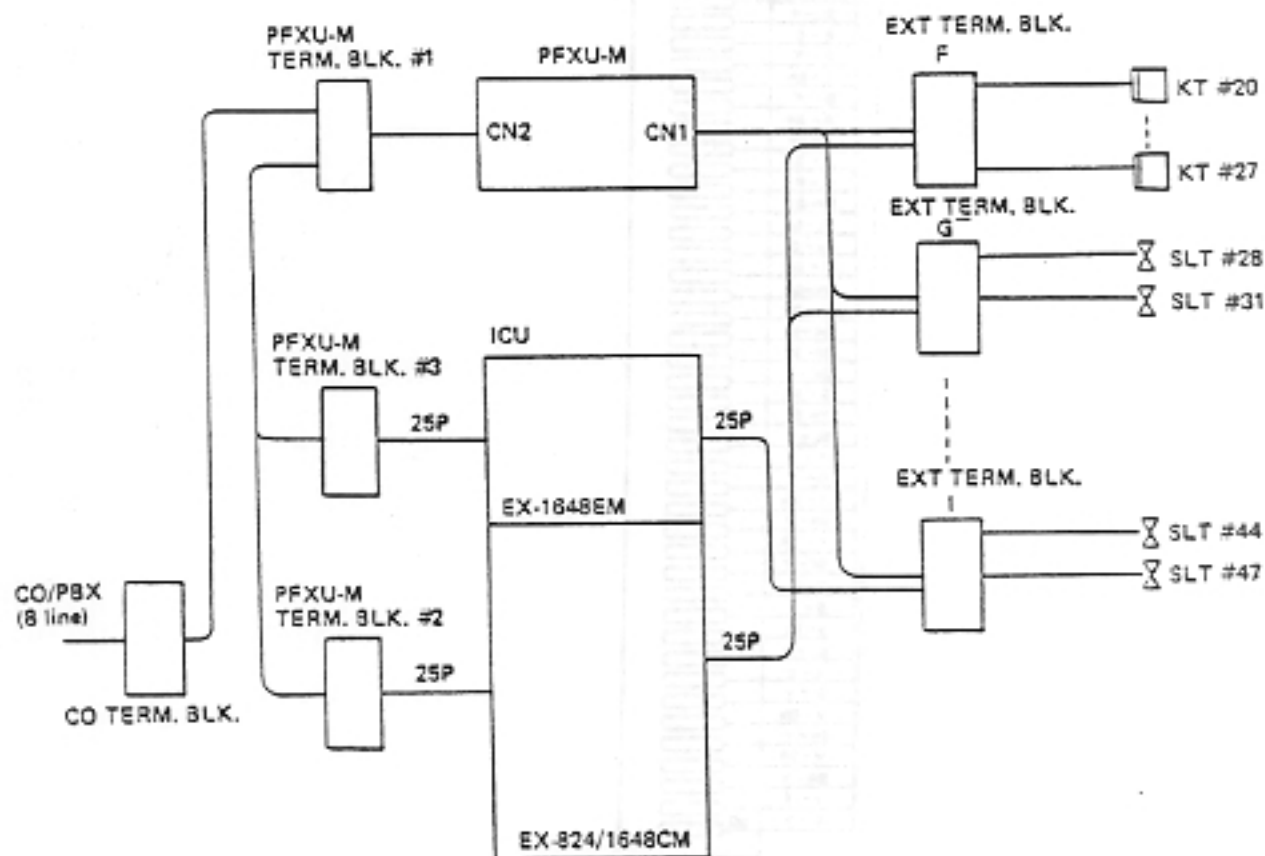 PFXU-M
TERM. BLK. #1
PFXU-M
EXT TERM. BLK.
F
CN2
CN1
KT #20
KT #27
EXT TERM. BLK.
G
SLT #28
SLT #31
PFXU-M
TERM. BLK. #3
ICU
25P
25P
EX-1648EM
EXT TERM. BLK.
SLT #44
SLT #47
CO/PBX
(8 line)
PFXU-M
TERM. BLK. #2
25P
25P
CO TERM. BLK.
EX-824/1648CM